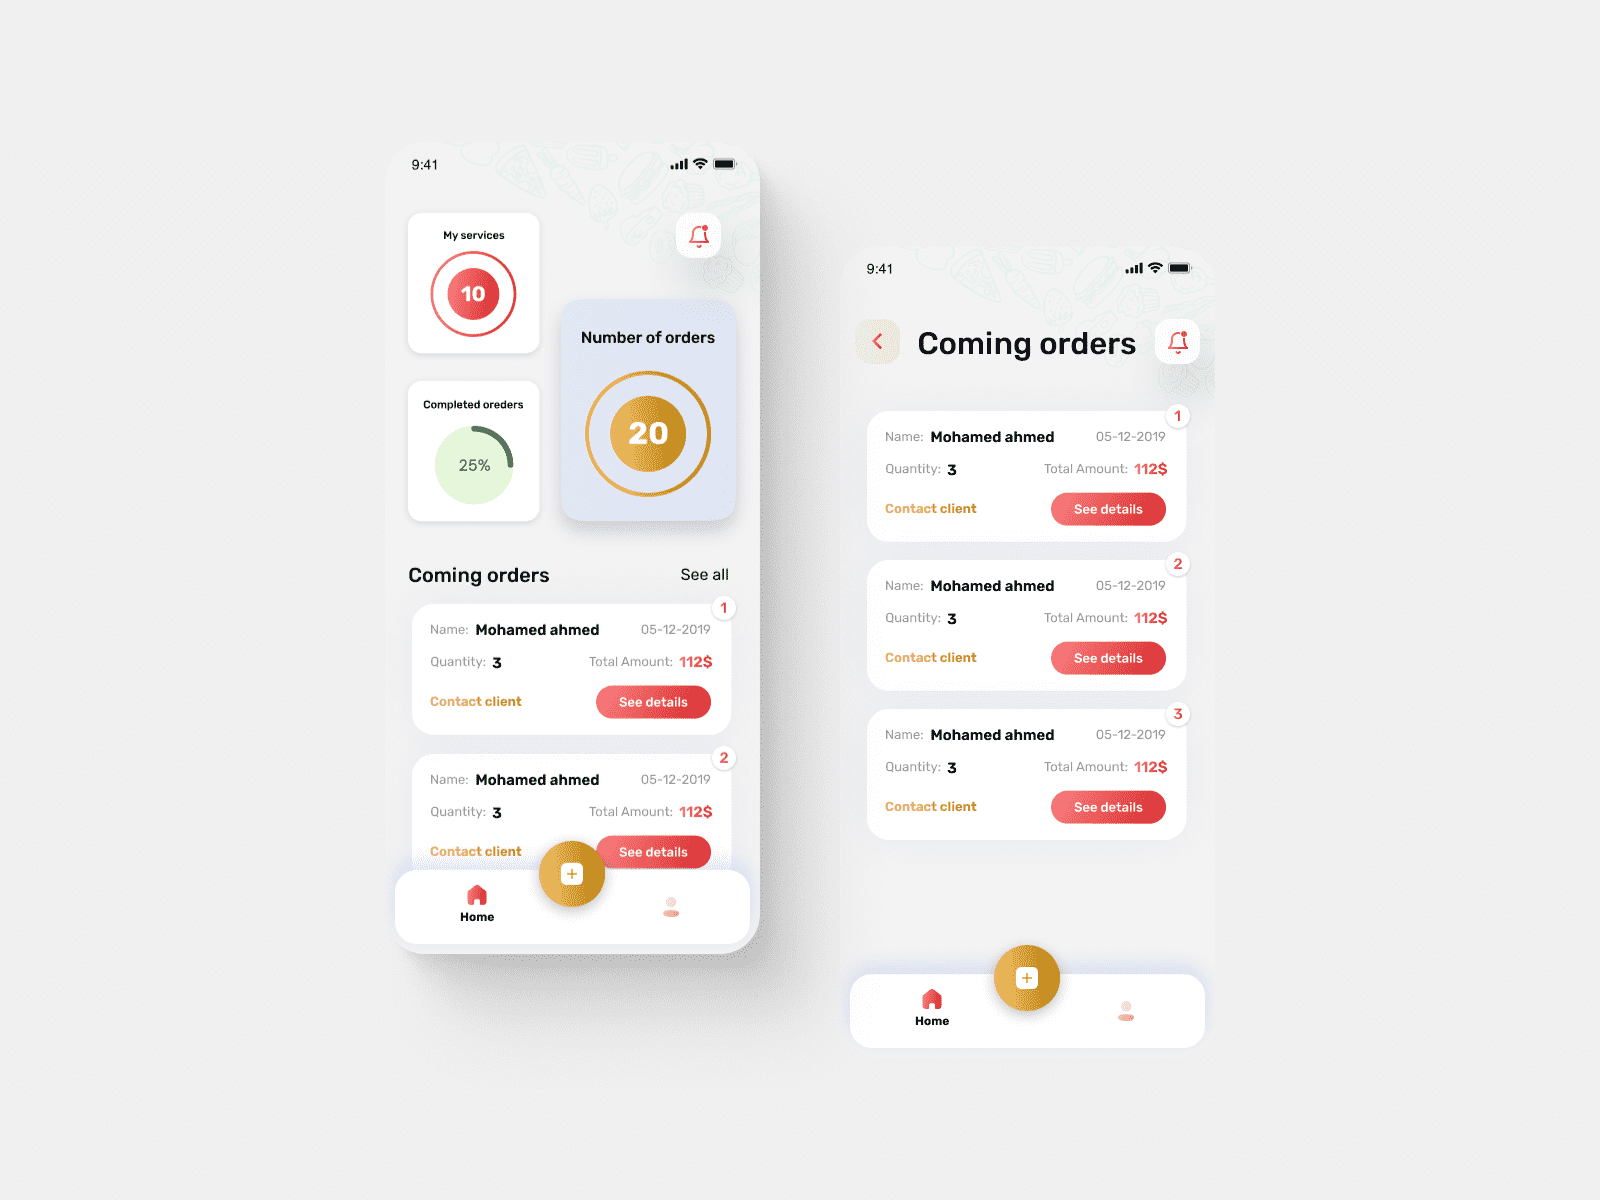 9:41
My services
10
Number of orders
20
Completed oreders
25%
Coming orders See all
1
Name: Mohamed ahmed 05-12-2019
Quantity: 3 Total Amount: 112$
Contact client See details
2
Name: Mohamed ahmed 05-12-2019
Quantity: 3 Total Amount: 112$
Contact client See details
Home
9:41
Coming orders
1
Name: Mohamed ahmed 05-12-2019
Quantity: 3 Total Amount: 112$
Contact client See details
2
Name: Mohamed ahmed 05-12-2019
Quantity: 3 Total Amount: 112$
Contact client See details
3
Name: Mohamed ahmed 05-12-2019
Quantity: 3 Total Amount: 112$
Contact client See details
Home